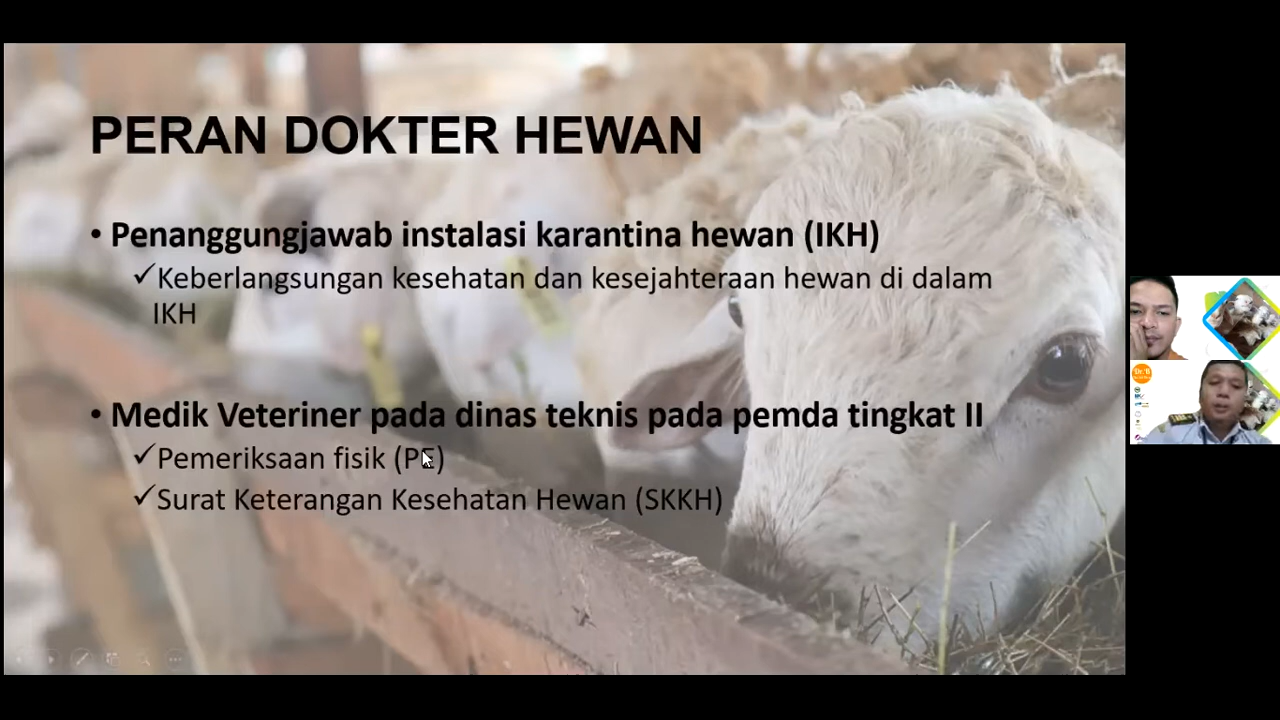 PERAN DOKTER HEWAN
• Penanggungjawab instalasi karantina hewan (IKH)
✓Keberlangsungan kesehatan dan kesejahteraan hewan di dalam
IKH
• Medik Veteriner pada dinas teknis pada pemda tingkat II
✓Pemeriksaan fisik (PE)
✓Surat Keterangan Kesehatan Hewan (SKKH)